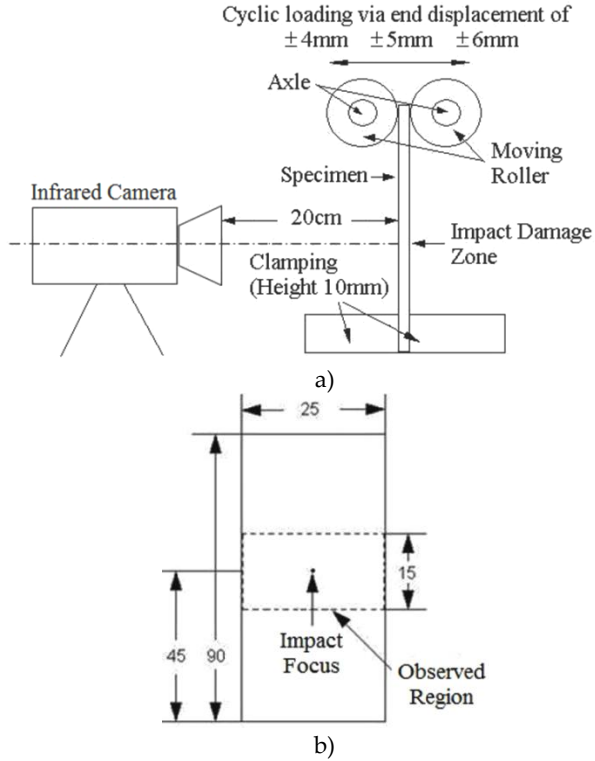 Cyclic loading via end displacement of
±4mm ±5mm ±6mm
Axle
Moving
Roller
Specimen
Infrared Camera
20cm
Impact Damage
Zone
Clamping
(Height 10mm)
a)
25
15
45
90
Impact
Focus
Observed
Region
b)